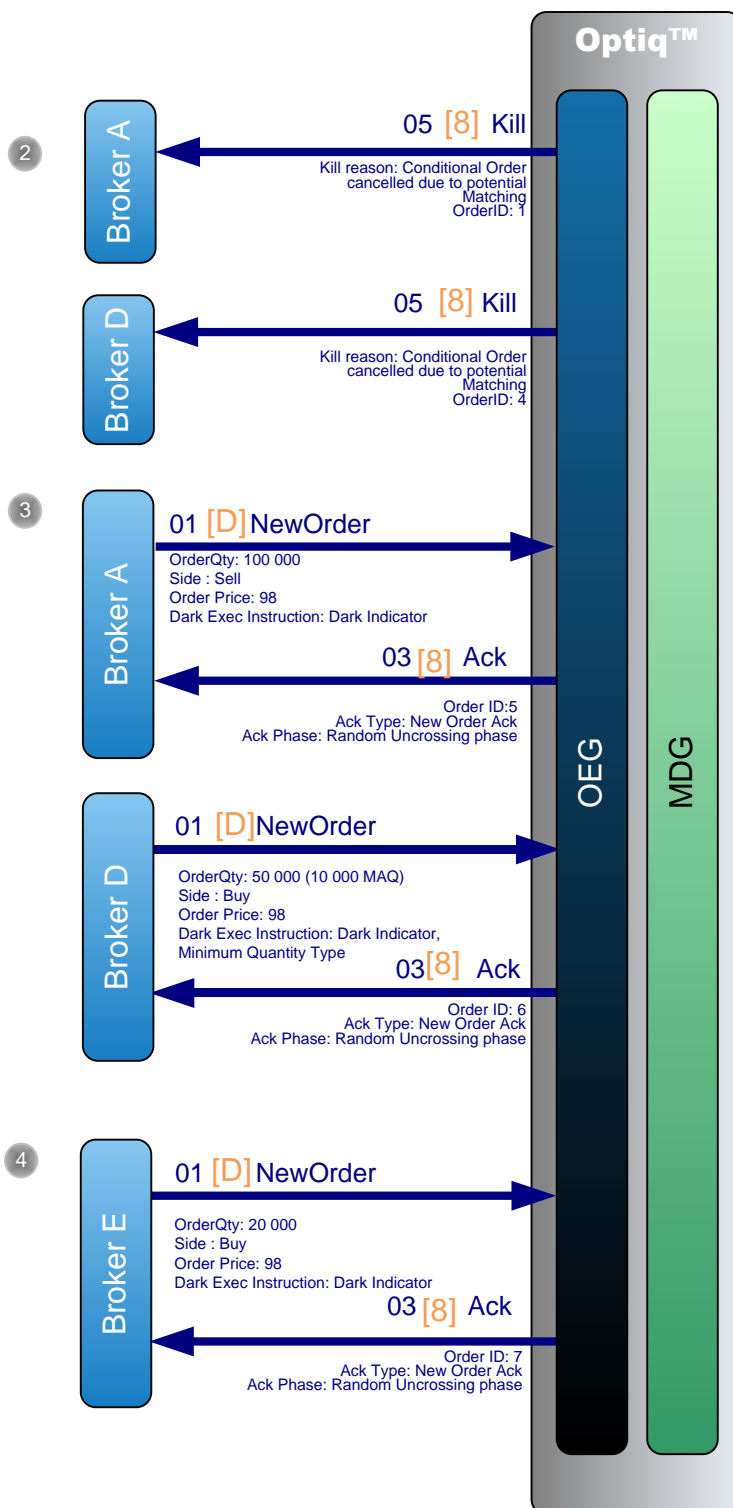 Optiq™
2
Broker A
05 [8] Kill
Kill reason: Conditional Order
cancelled due to potential
Matching
OrderID: 1
Broker D
05 [8] Kill
Kill reason: Conditional Order
cancelled due to potential
Matching
OrderID: 4
3
Broker A
01 [D] NewOrder
OrderQty: 100 000
Side : Sell
Order Price: 98
Dark Exec Instruction: Dark Indicator
03 [8] Ack
Order ID:5
Ack Type: New Order Ack
Ack Phase: Random Uncrossing phase
OEG
MDG
Broker D
01 [D]NewOrder
OrderQty: 50 000 (10 000 MAQ)
Side : Buy
Order Price: 98
Dark Exec Instruction: Dark Indicator,
Minimum Quantity Type
03[8] Ack
Order ID: 6
Ack Type: New Order Ack
Ack Phase: Random Uncrossing phase
4
Broker E
01 [D] NewOrder
OrderQty: 20 000
Side : Buy
Order Price: 98
Dark Exec Instruction: Dark Indicator
03 [8] Ack
Order ID: 7
Ack Type: New Order Ack
Ack Phase: Random Uncrossing phase